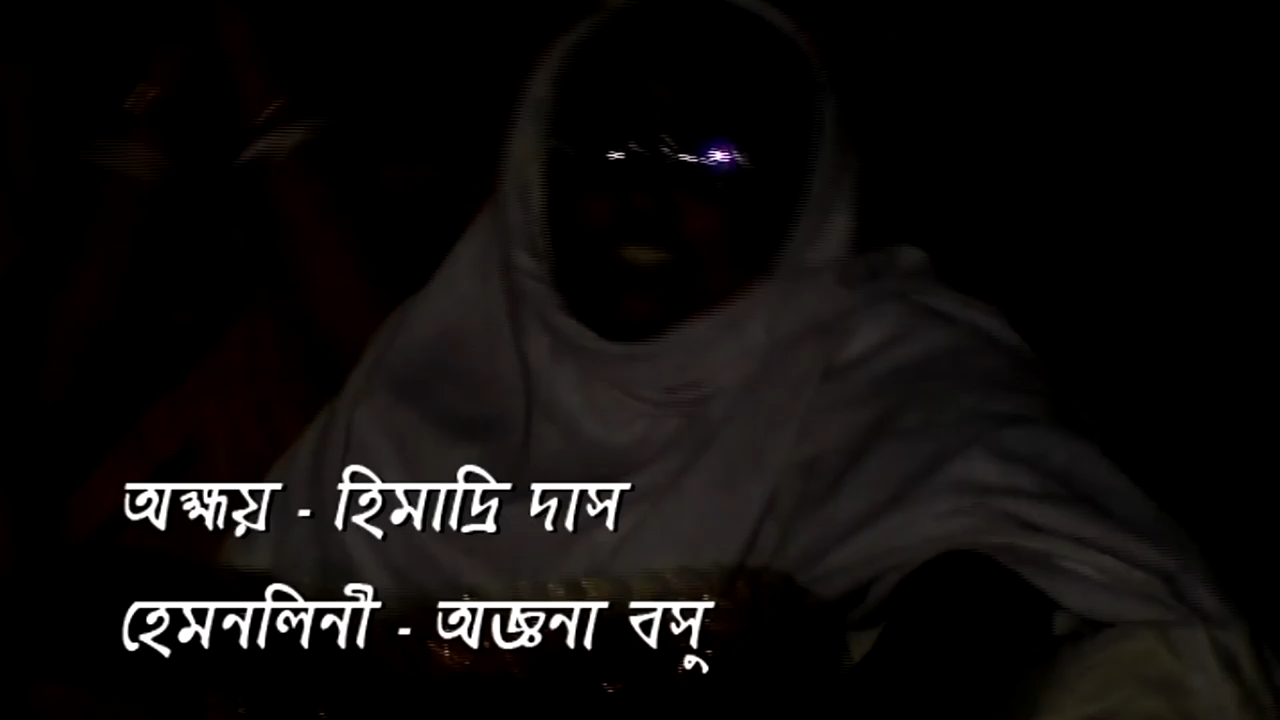 অক্ষয় - হিমাদ্রি দাস
হেমনলিনী - অঞ্জনা বসু